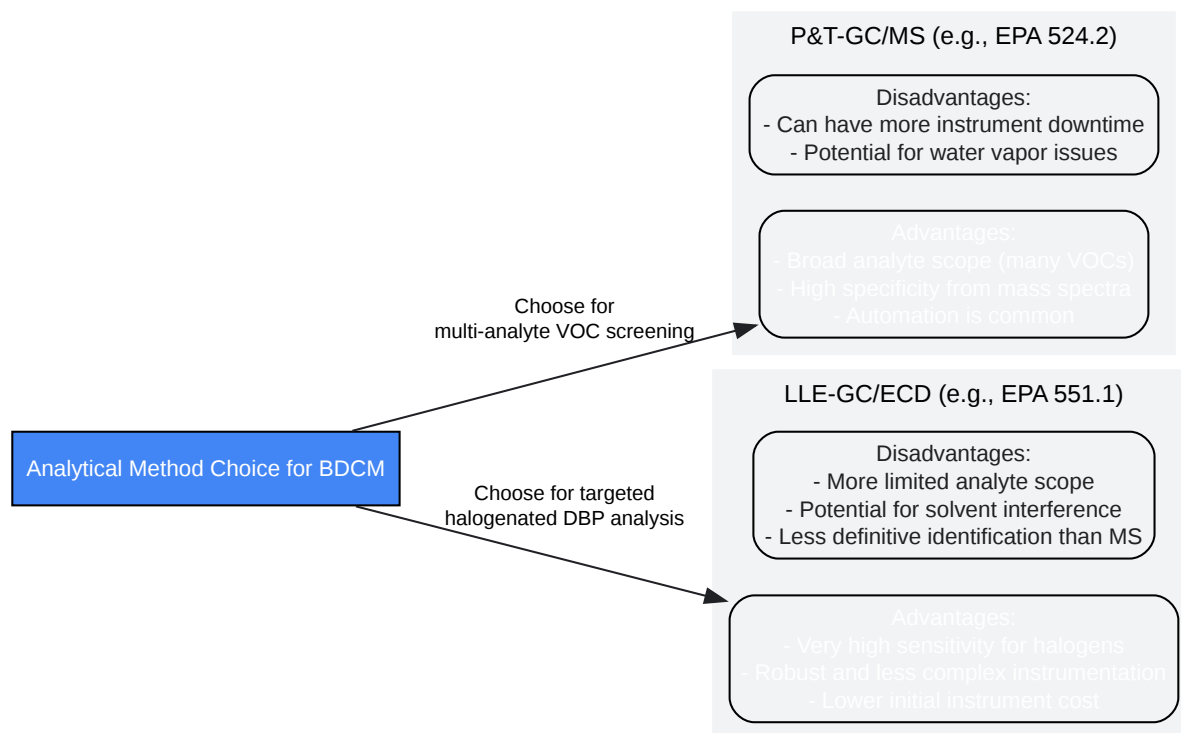 P&T-GC/MS (e.g., EPA 524.2)
Disadvantages:
- Can have more instrument downtime
- Potential for water vapor issues
Advantages:
- Broad analyte scope (many VOCs)
- High specificity from mass spectra
- Automation is common
Choose for
multi-analyte VOC screening
Analytical Method Choice for BDCM
Choose for targeted
halogenated DBP analysis
LLE-GC/ECD (e.g., EPA 551.1)
Disadvantages:
- More limited analyte scope
- Potential for solvent interference
- Less definitive identification than MS
Advantages:
- Very high sensitivity for halogens
- Robust and less complex instrumentation
- Lower initial instrument cost